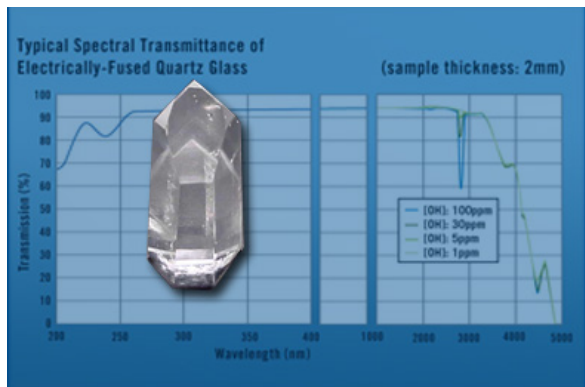 Typical Spectral Transmittance of
Electrically-Fused Quartz Glass
(sample thickness: 2mm)
100
90
80
70
60
50
40
30
20
10
0
Transmission (%)
[OH]: 100ppm
[OH]: 30ppm
[OH]: 5ppm
[OH]: 1ppm
200
250
300
350
400
1000
2000
3000
4000
5000
Wavelength (nm)